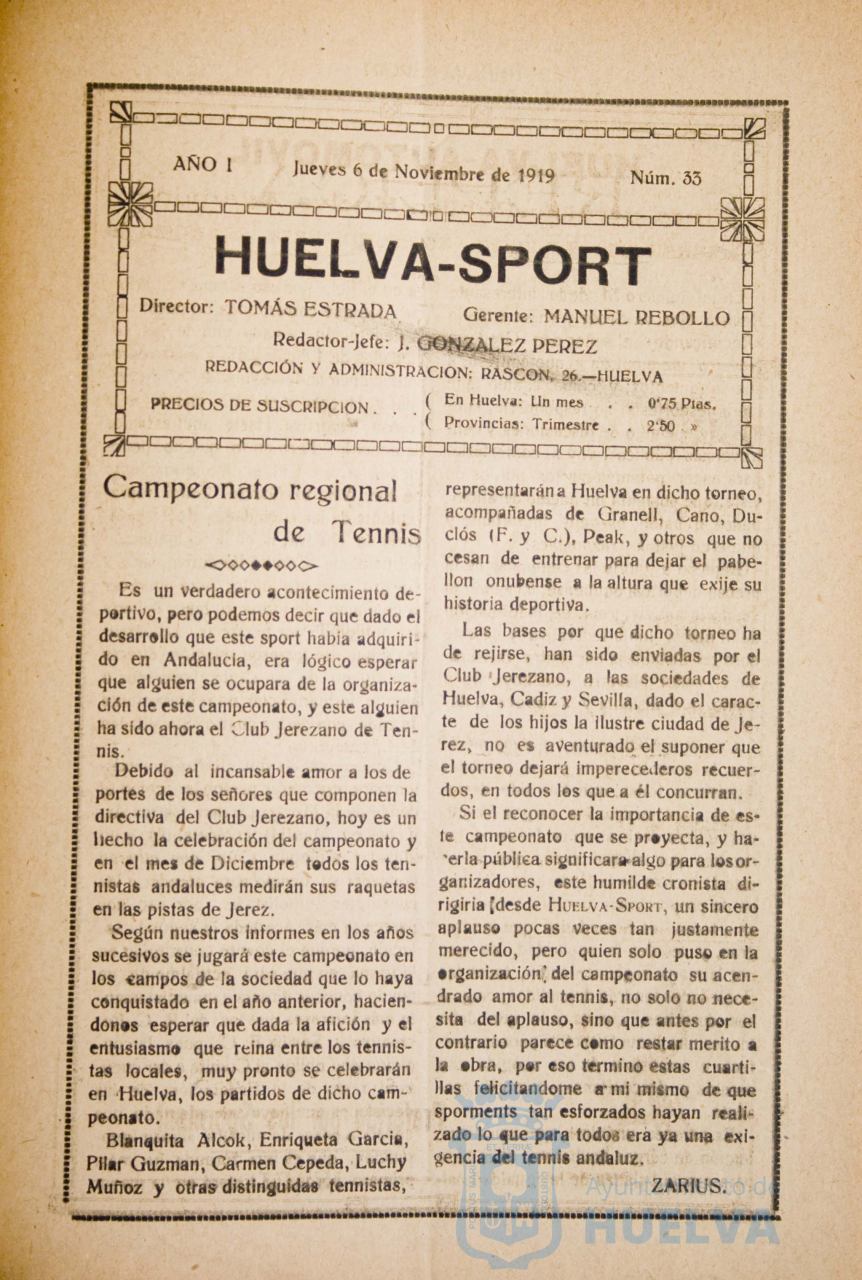 AÑO I
Jueves 6 de Noviembre de 1919
Núm. 33
HUELVA-SPORT
Director: TOMÁS ESTRADA
Gerente: MANUEL REBOLLO
Redactor-Jefe: J. GONZALEZ PEREZ
REDACCIÓN Y ADMINISTRACION: RASCON, 26.—HUELVA
PRECIOS DE SUSCRIPCION . . . ( En Huelva: Un mes . . 0'75 Ptas.
( Provincias: Trimestre . . 2'50 . »
Campeonato regional
de Tennis
Es un verdadero acontecimiento de-
portivo, pero podemos decir que dado el
desarrollo que este sport habia adquiri-
do en Andalucia, era lógico esperar
que alguien se ocupara de la organiza-
ción de este campeonato, y este alguien
ha sido ahora el Club Jerezano de Ten-
nis.
Debido al incansable amor a los de
portes de los señores que componen la
directiva del Club Jerezano, hoy es un
hecho la celebración del campeonato y
en el mes de Diciembre todos los ten-
nistas andaluces medirán sus raquetas
en las pistas de Jerez.
Según nuestros informes en los años
sucesivos se jugará este campeonato en
los campos de la sociedad que lo haya
conquistado en el año anterior, hacien-
donos esperar que dada la afición y el
entusiasmo que reina entre los tennis-
tas locales, muy pronto se celebrarán
en Huelva, los partidos de dicho cam-
peonato.
Blanquita Alcok, Enriqueta Garcia,
Pilar Guzman, Carmen Cepeda, Luchy
Muñoz y otras distinguidas tennistas,
representarán a Huelva en dicho torneo,
acompañadas de Granell, Cano, Du-
clós (F. y C.), Peak, y otros que no
cesan de entrenar para dejar el pabe-
llon onubense a la altura que exije su
historia deportiva.
Las bases por que dicho torneo ha
de rejirse, han sido enviadas por el
Club Jerezano, a las sociedades de
Huelva, Cadiz y Sevilla, dado el carac-
te de los hijos la ilustre ciudad de Je-
rez, no es aventurado el suponer que
el torneo dejará imperecederos recuer-
dos, en todos los que a él concurran.
Si el reconocer la importancia de es-
te campeonato que se proyecta, y ha-
erla pública significara algo para los or-
ganizadores, este humilde cronista di-
rigiria desde HUELVA-SPORT, un sincero
aplauso pocas veces tan justamente
merecido, pero quien solo puso en la
organización del campeonato su acen-
drado amor al tennis, no solo no nece-
sita del aplauso, sino que antes por el
contrario parece como restar merito a
la obra, por eso termino estas cuarti-
llas felicitandome a mi mismo de que
sporments tan esforzados hayan reali-
zado lo que para todos era ya una exi-
gencia del tennis andaluz.
ZARIUS.
Ayuntamiento de
HUELVA